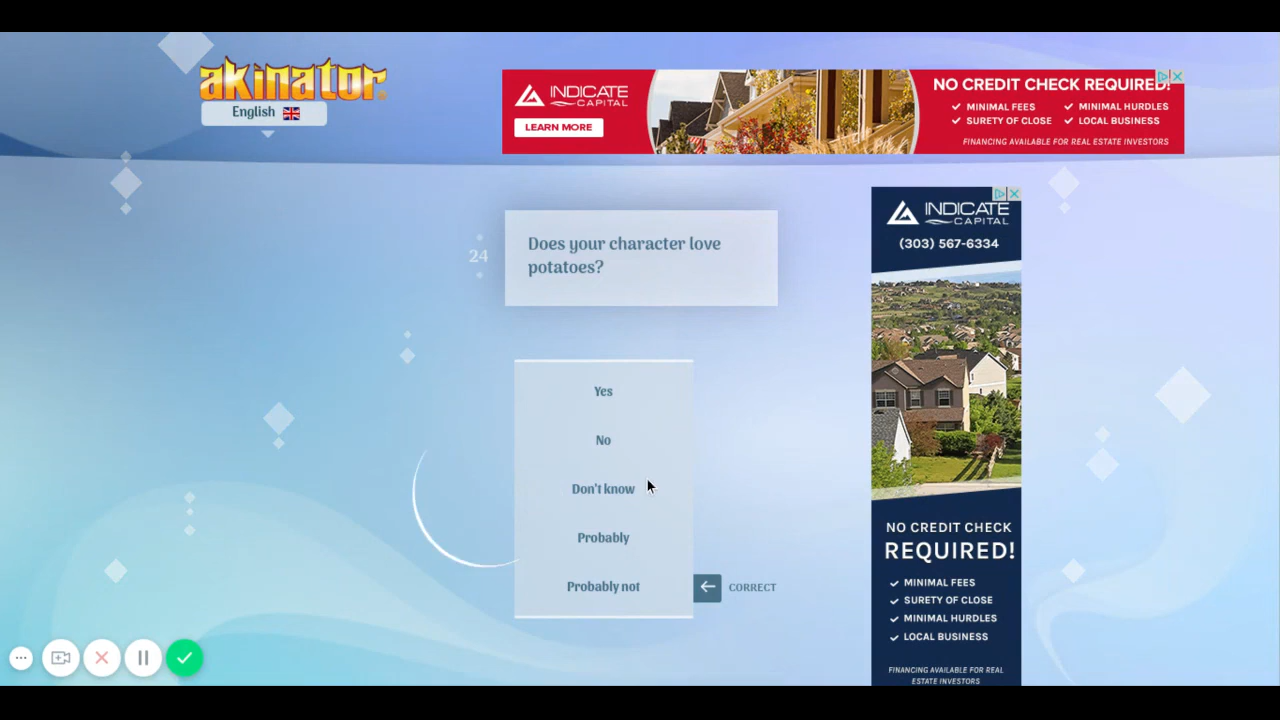 akinator
English
INDICATE
CAPITAL
LEARN MORE
NO CREDIT CHECK REQUIRED!
MINIMAL FEES
MINIMAL HURDLES
SURETY OF CLOSE
LOCAL BUSINESS
FINANCING AVAILABLE FOR REAL ESTATE INVESTORS
24
Does your character love
potatoes?
Yes
No
Don't know
Probably
Probably not
CORRECT
INDICATE
CAPITAL
(303) 567-6334
NO CREDIT CHECK
REQUIRED!
MINIMAL FEES
SURETY OF CLOSE
MINIMAL HURDLES
LOCAL BUSINESS
FINANCING AVAILABLE FOR REAL
ESTATE INVESTORS